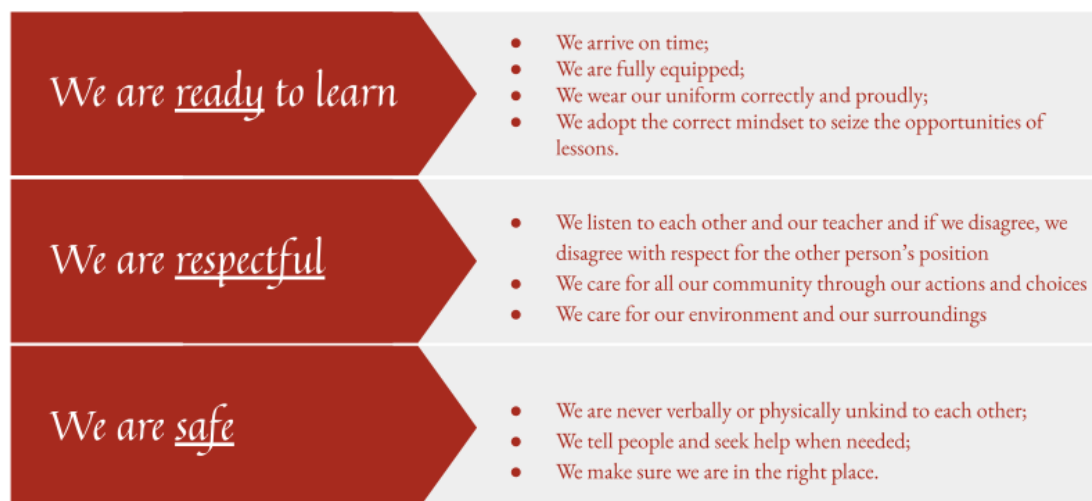 We are ready to learn
● We arrive on time;
● We are fully equipped;
● We wear our uniform correctly and proudly;
● We adopt the correct mindset to seize the opportunities of
lessons.
We are respectful
● We listen to each other and our teacher and if we disagree, we
disagree with respect for the other person’s position
● We care for all our community through our actions and choices
● We care for our environment and our surroundings
We are safe
● We are never verbally or physically unkind to each other;
● We tell people and seek help when needed;
● We make sure we are in the right place.